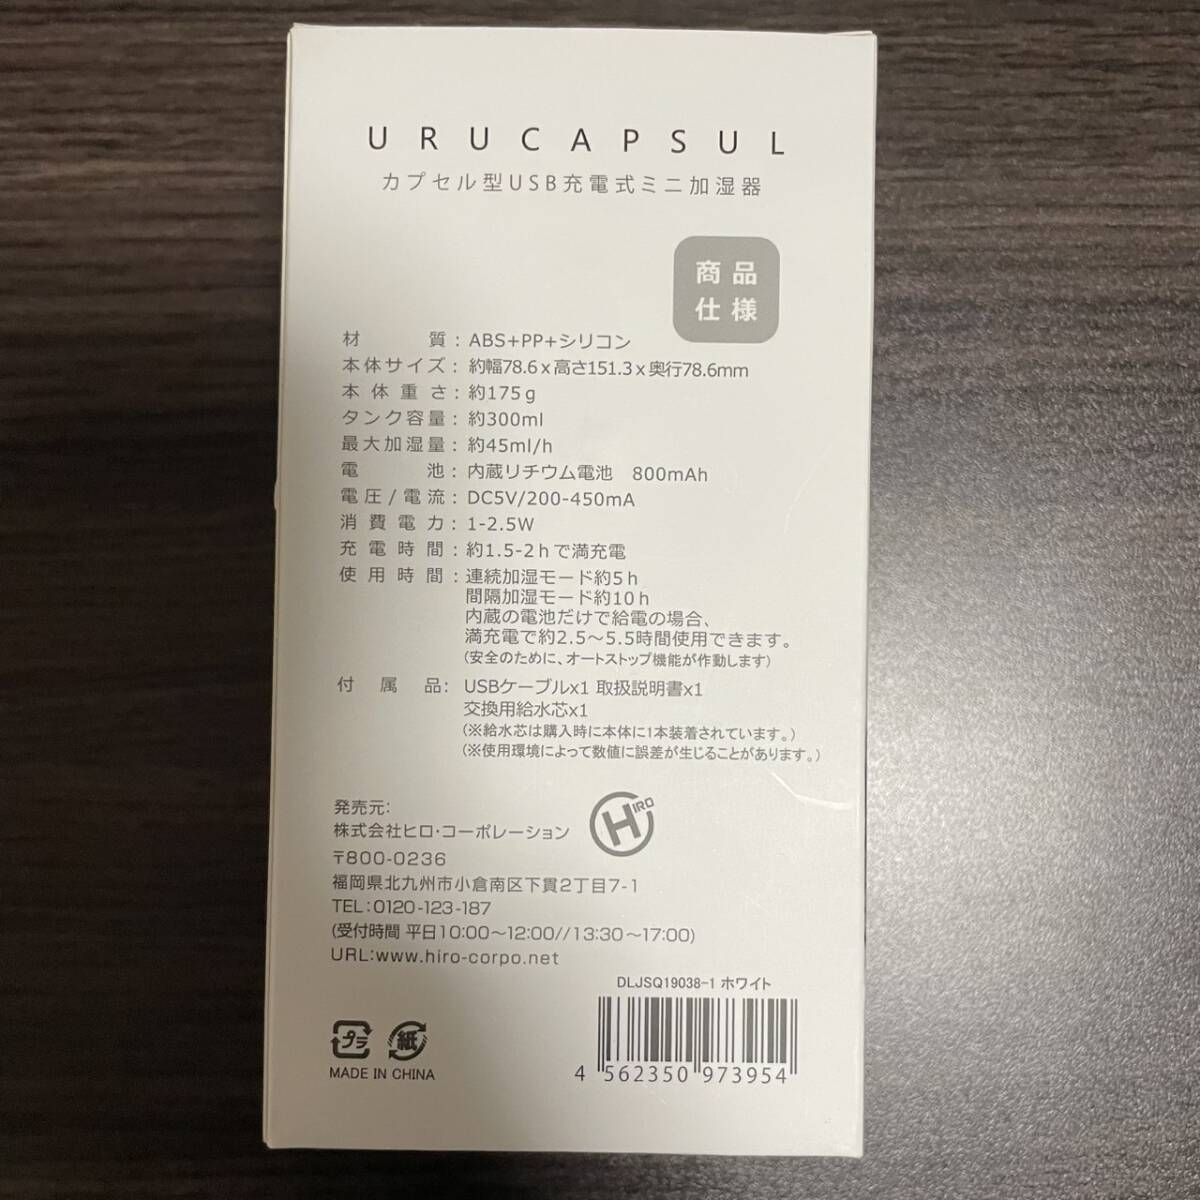 URUCAPSUL
カプセル型USB充電式ミニ加湿器
商品
仕様
材質：ABS+PP+シリコン
本体サイズ：約幅78.6x高さ151.3x奥行78.6mm
本体重さ：約175g
タンク容量：約300ml
最大加湿量：約45ml/h
電池：内蔵リチウム電池　800mAh
電圧/電流：DC5V/200-450mA
消費電力：1-2.5W
充電時間：約1.5-2hで満充電
使用時間：連続加湿モード約5h
間隔加湿モード約10h
内蔵の電池だけで給電の場合、
満充電で約2.5～5.5時間使用できます。
（安全のために、オートストップ機能が作動します）
付属品：USBケーブルx1 取扱説明書x1
交換用給水芯x1
（※給水芯は購入時に本体に1本装着されています。）
（※使用環境によって数値に誤差が生じることがあります。）
発売元：
株式会社ヒロ・コーポレーション
HIRO
〒800-0236
福岡県北九州市小倉南区下貫2丁目7-1
TEL:0120-123-187
(受付時間 平日10:00～12:00//13:30～17:00)
URL:www.hiro-corpo.net
DLJSQ19038-1 ホワイト
プラ 紙
MADE IN CHINA
4 562350 973954